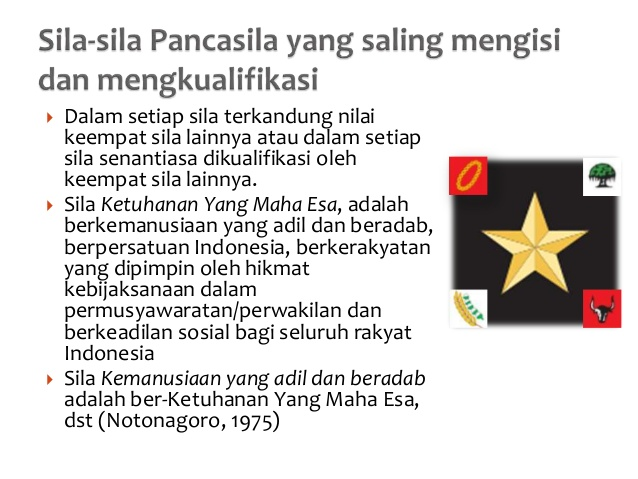 Sila-sila Pancasila yang saling mengisi
dan mengkualifikasi
Dalam setiap sila terkandung nilai
keempat sila lainnya atau dalam setiap
sila senantiasa dikualifikasi oleh
keempat sila lainnya.
Sila Ketuhanan Yang Maha Esa, adalah
berkemanusiaan yang adil dan beradab,
berpersatuan Indonesia, berkerakyatan
yang dipimpin oleh hikmat
kebijaksanaan dalam
permusyawaratan/perwakilan dan
berkeadilan sosial bagi seluruh rakyat
Indonesia
Sila Kemanusiaan yang adil dan beradab
adalah ber-Ketuhanan Yang Maha Esa,
dst (Notonagoro, 1975)